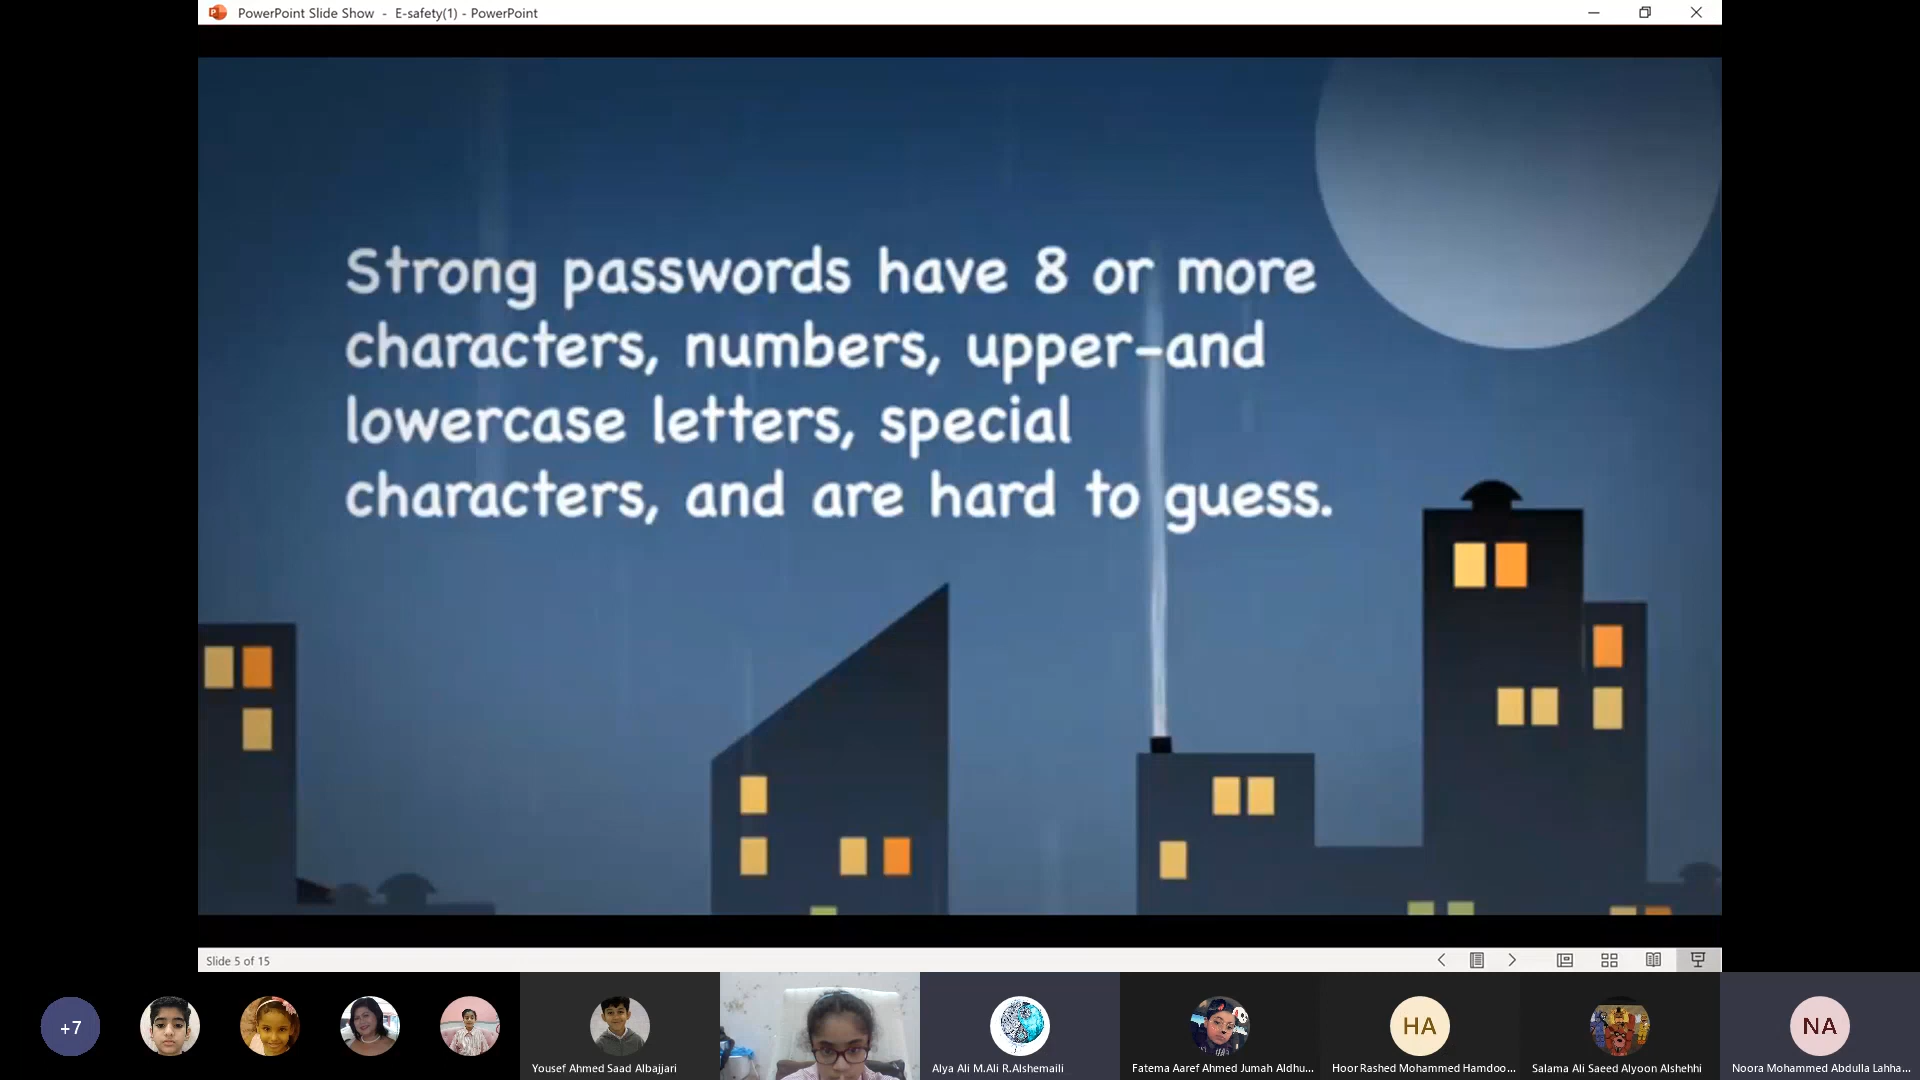 PowerPoint Slide Show - E-safety(1) - PowerPoint
Strong passwords have 8 or more
characters, numbers, upper-and
lowercase letters, special
characters, and are hard to guess.
Slide 5 of 15
+7
HA
NA
Yousef Ahmed Saad Albajjari
Alya Ali M.Ali R.Alshemaili
Fatema Aaref Ahmed Jumah Aldhu...
Hoor Rashed Mohammed Hamdoo...
Salama Ali Saeed Alyoon Alshehhi
Noora Mohammed Abdulla Lahha...